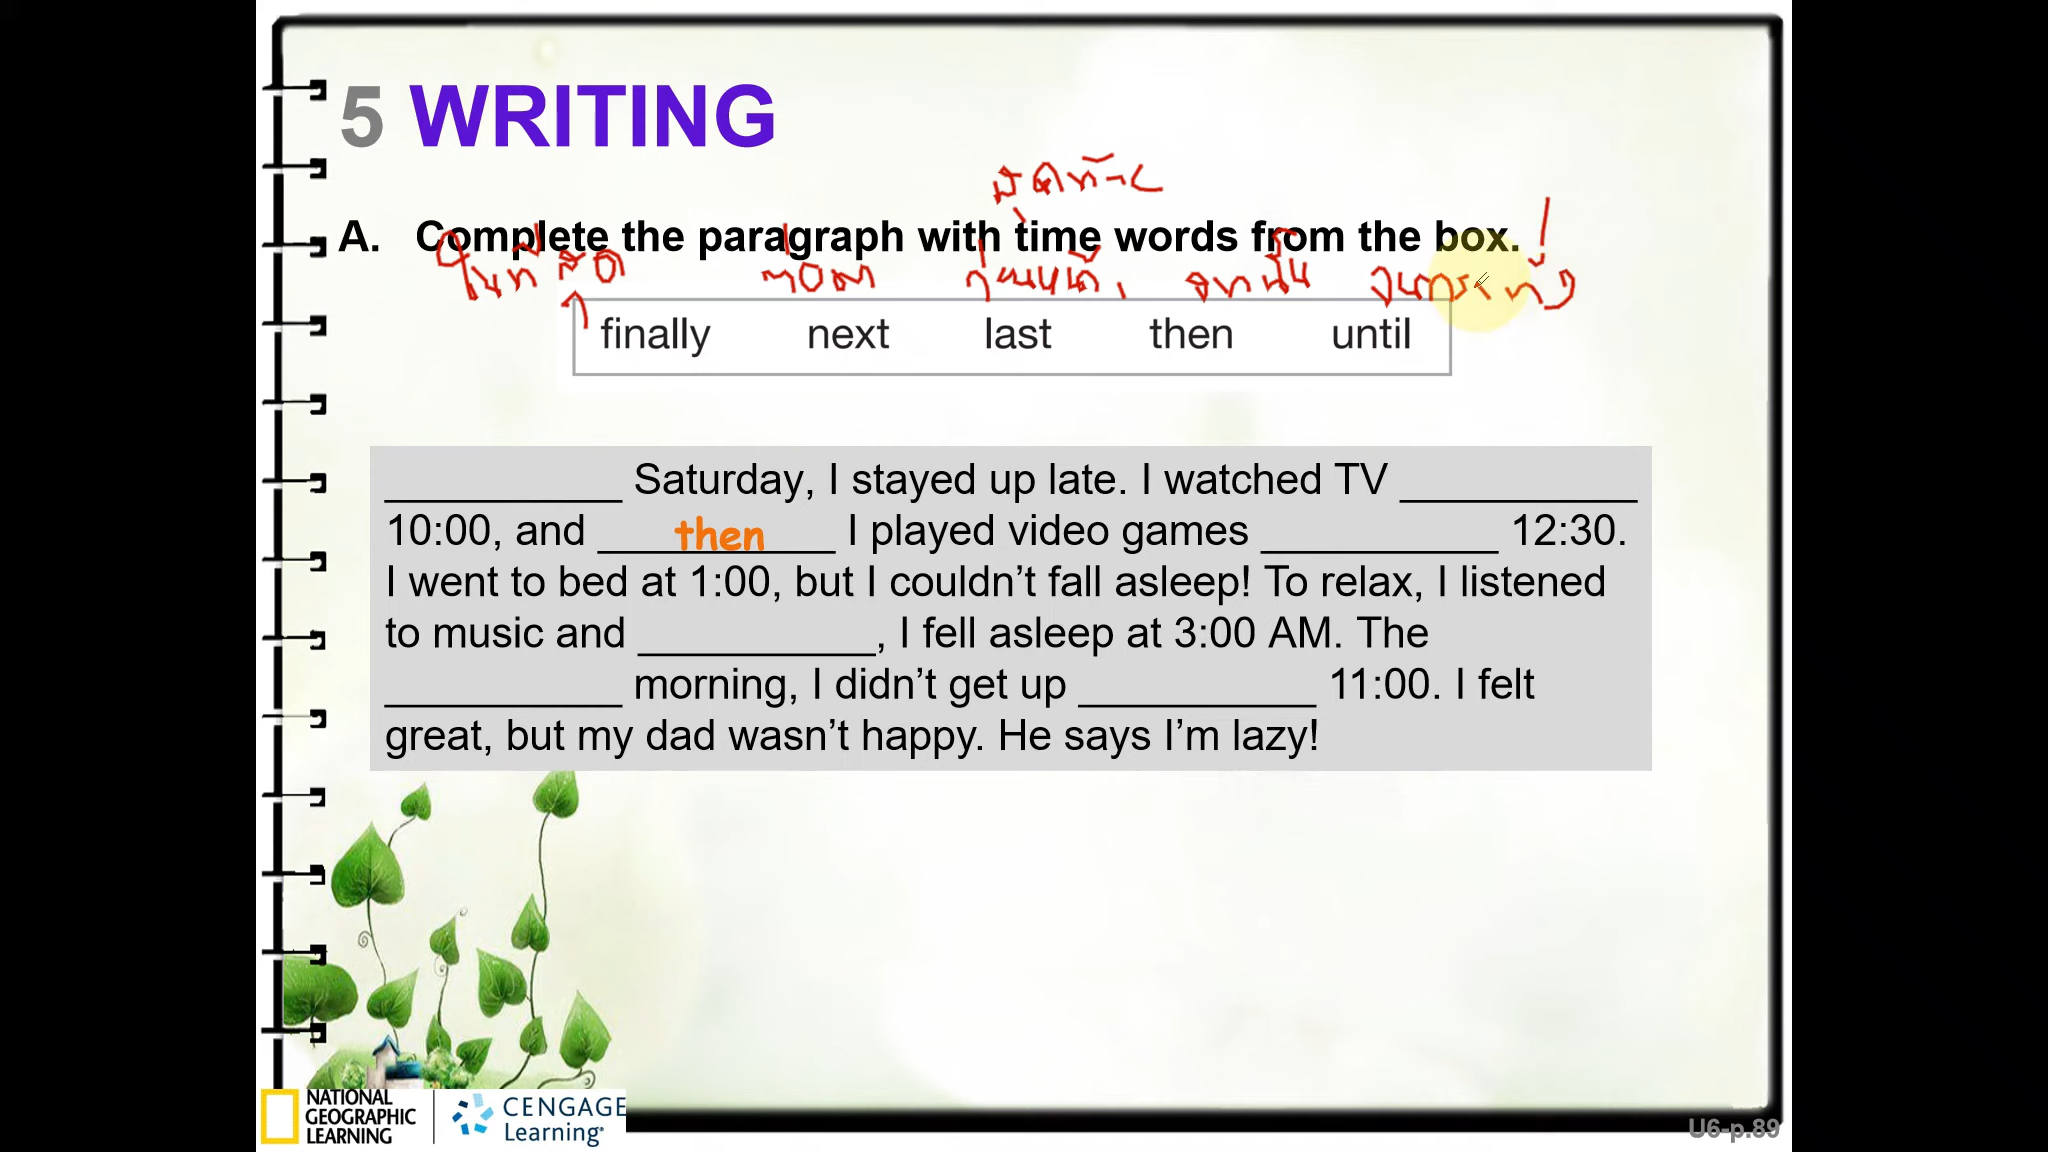 5 WRITING
A. Complete the paragraph with time words from the box.
finally next last then until
__________ Saturday, I stayed up late. I watched TV __________
10:00, and __________ I played video games __________ 12:30.
then
I went to bed at 1:00, but I couldn’t fall asleep! To relax, I listened
to music and __________, I fell asleep at 3:00 AM. The
__________ morning, I didn’t get up __________ 11:00. I felt
great, but my dad wasn’t happy. He says I’m lazy!
NATIONAL
GEOGRAPHIC
LEARNING
CENGAGE
Learning
U6-p.89